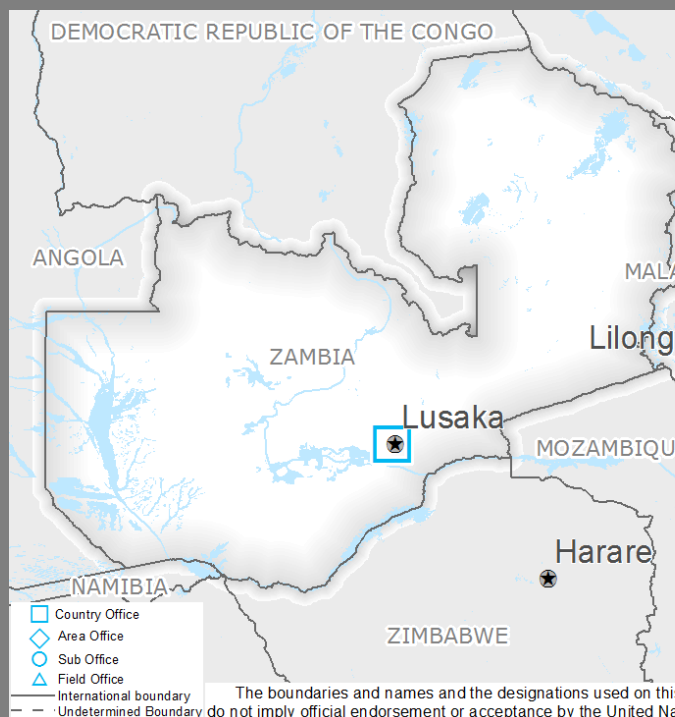 DEMOCRATIC REPUBLIC OF THE CONGO
ANGOLA
MALA
ZAMBIA
Lilong
Lusaka
MOZAMBIQU
Harare
NAMIBIA
ZIMBABWE
Country Office
Area Office
Sub Office
Field Office
International boundary
Undetermined Boundary
The boundaries and names and the designations used on this
do not imply official endorsement or acceptance by the United Na